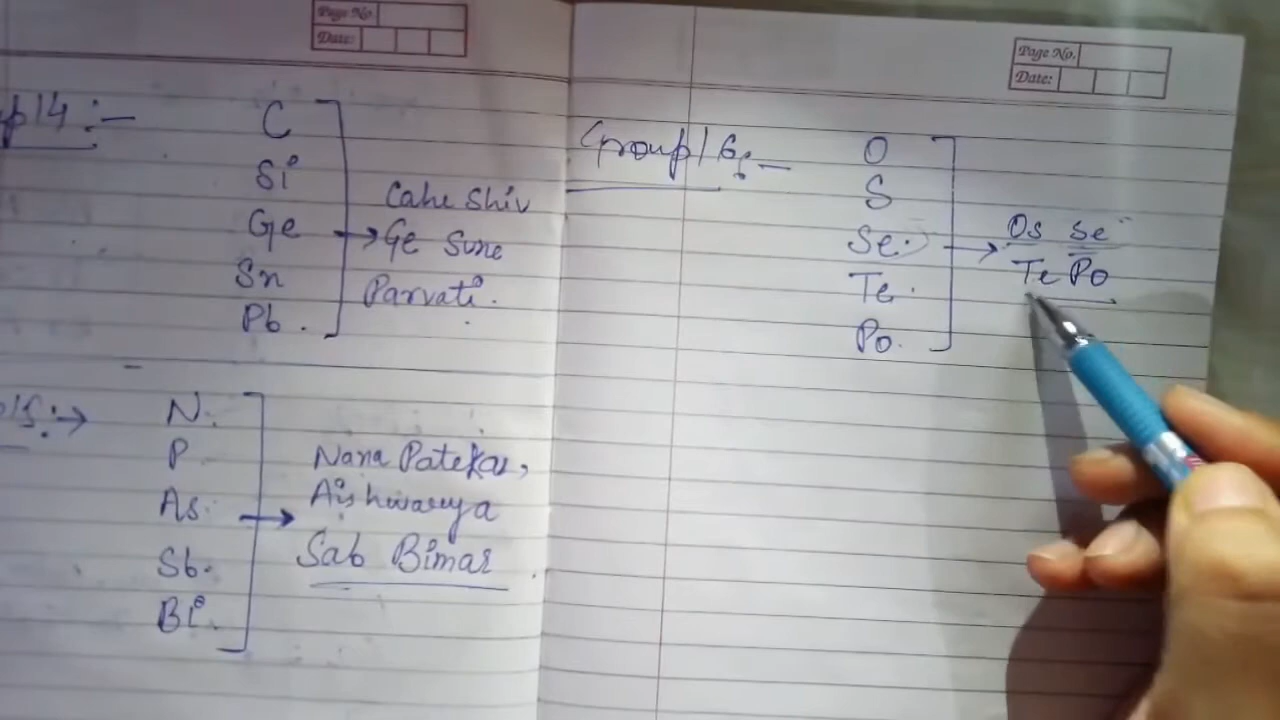 Page No.
Date:
Page No.
Date:
p14 :-
C
Si
Ge
Sn
Pb .
Cahe Shiv
Ge Sune
Parvati .
15 :→
N.
P
As.
Sb.
Bi.
Nana Patekar,
Aishwarya
Sab Bimar
Group 16 :-
O
S
Se.
Te .
Po.
Os Se
Te Po